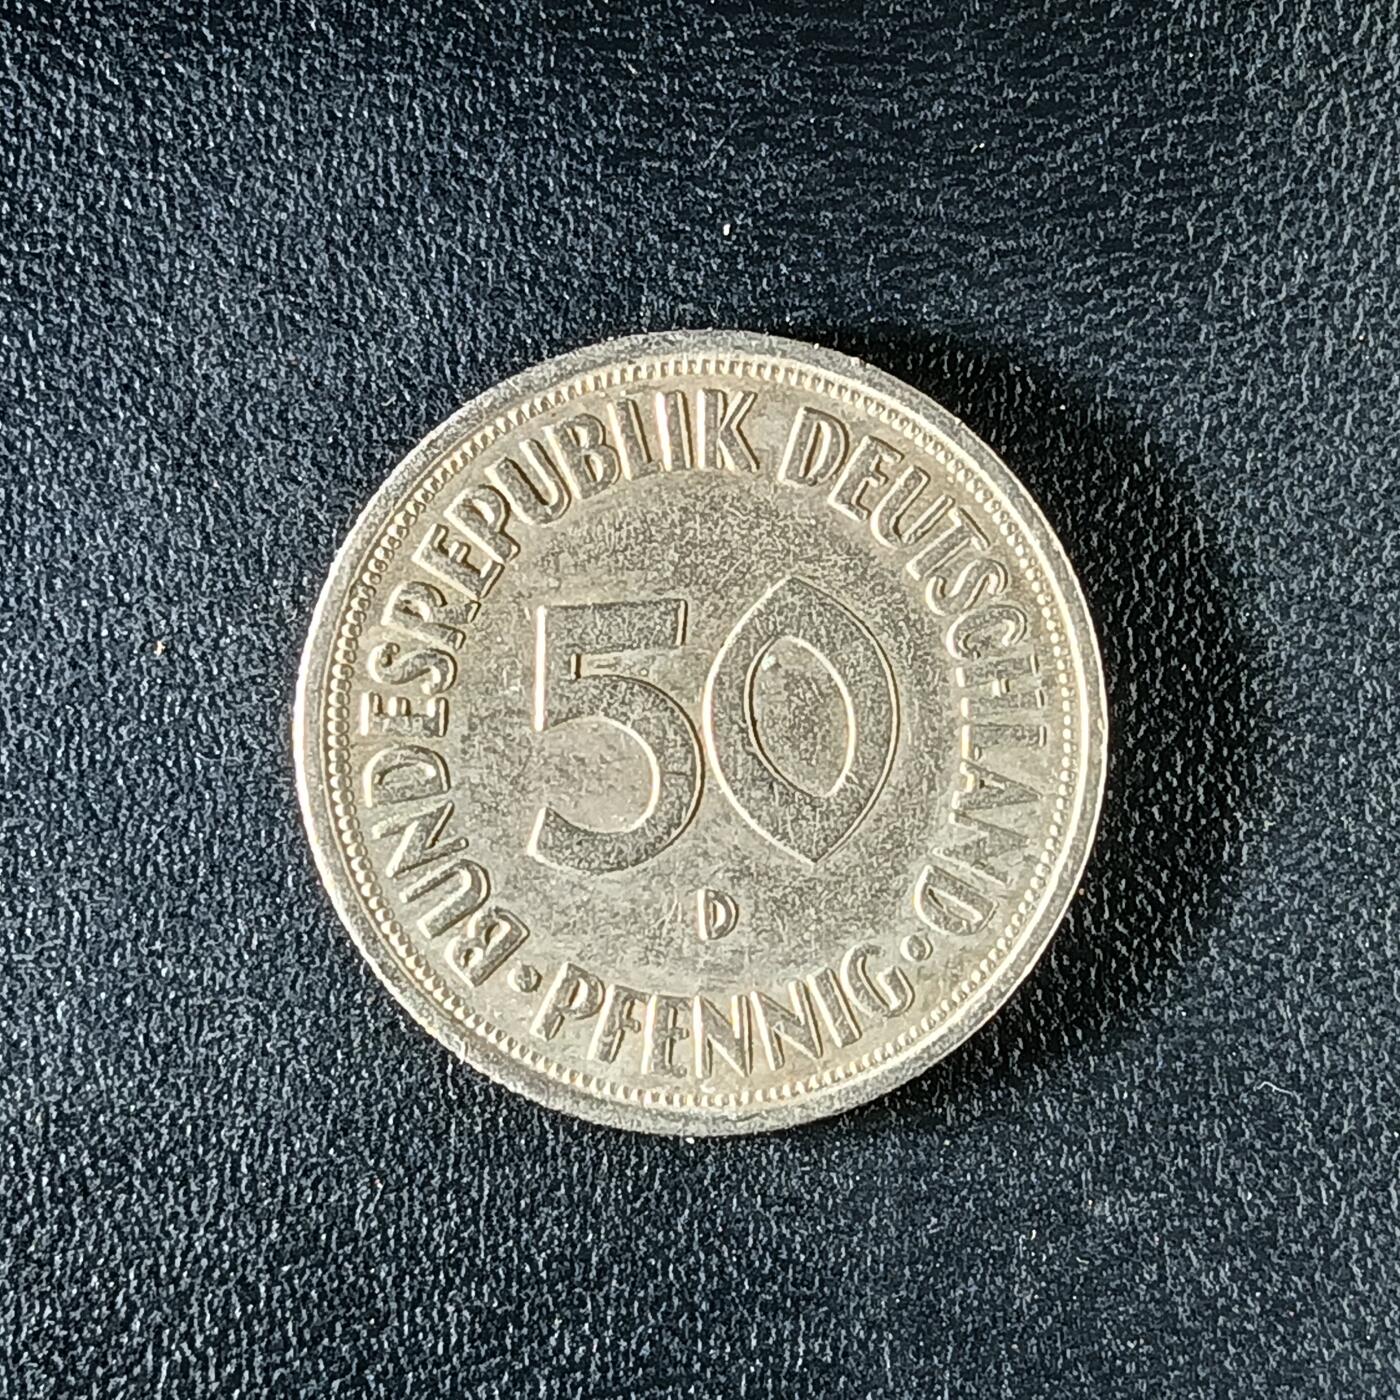 BUNDESREPUBLIK DEUTSCHLAND
50
D
• PFENNIG •